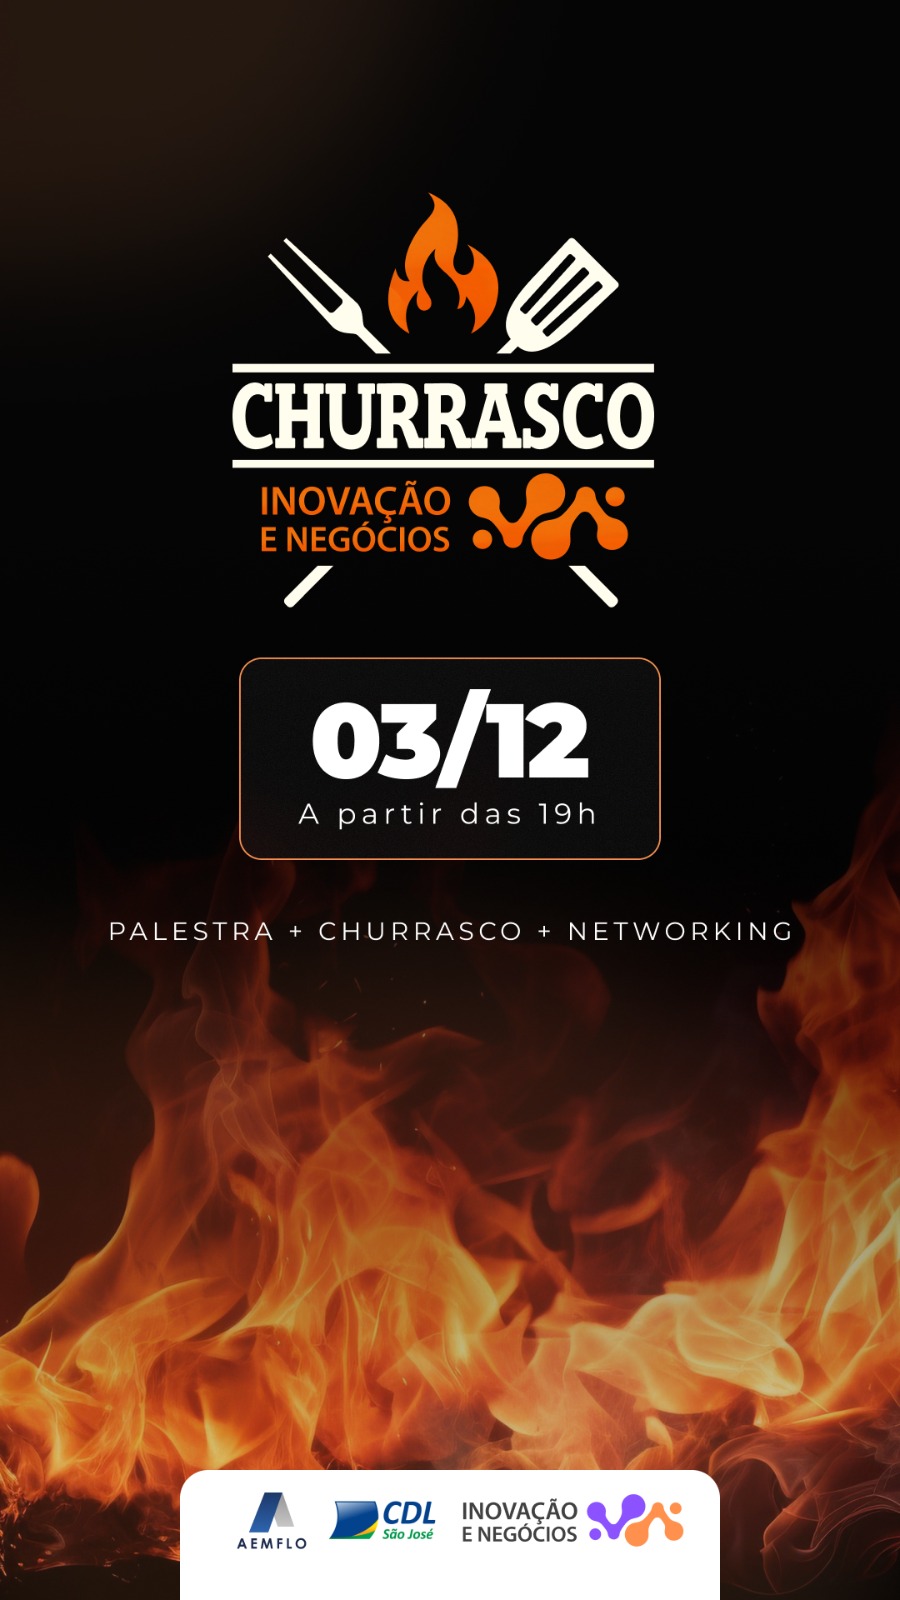 CHURRASCO
INOVAÇÃO
E NEGÓCIOS
03/12
A partir das 19h
PALESTRA + CHURRASCO + NETWORKING
AEMFLO
CDL
São José
INOVAÇÃO
E NEGÓCIOS